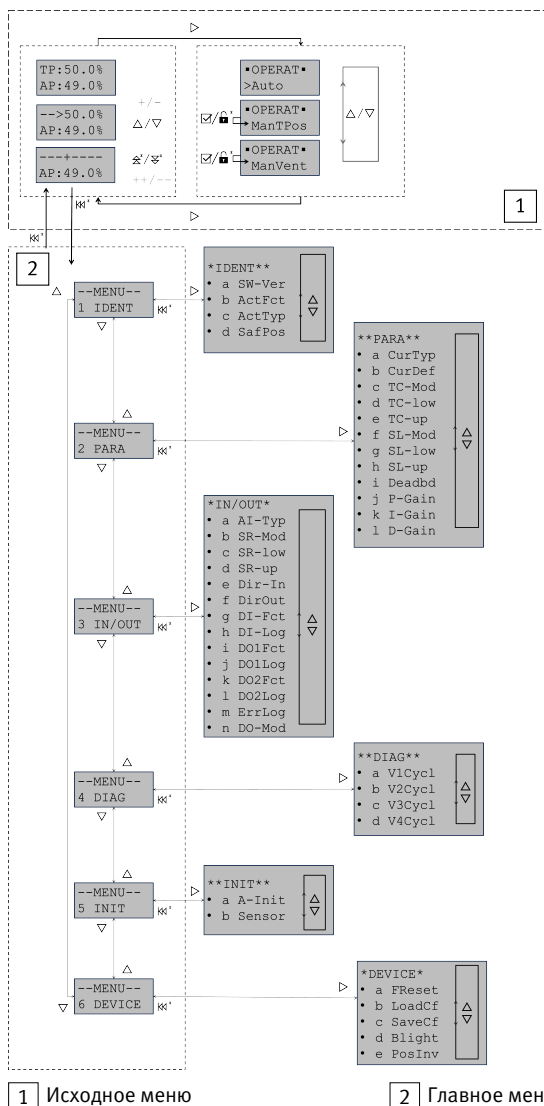 TP:50.0%
AP:49.0%
-->50.0%
AP:49.0%
---+----
AP:49.0%
+/-
△/▽
++/--
▪OPERAT▪
>Auto
▪OPERAT▪
ManTPos
▪OPERAT▪
ManVent
△/▽
1
2
--MENU--
1 IDENT
*IDENT**
• a SW-Ver
• b ActFct
• c ActTyp
• d SafPos
--MENU--
2 PARA
**PARA**
• a CurTyp
• b CurDef
• c TC-Mod
• d TC-low
• e TC-up
• f SL-Mod
• g SL-low
• h SL-up
• i Deadbd
• j P-Gain
• k I-Gain
• l D-Gain
--MENU--
3 IN/OUT
*IN/OUT*
• a AI-Typ
• b SR-Mod
• c SR-low
• d SR-up
• e Dir-In
• f DirOut
• g DI-Fct
• h DI-Log
• i DO1Fct
• j DO1Log
• k DO2Fct
• l DO2Log
• m ErrLog
• n DO-Mod
--MENU--
4 DIAG
**DIAG**
• a V1Cycl
• b V2Cycl
• c V3Cycl
• d V4Cycl
--MENU--
5 INIT
**INIT**
• a A-Init
• b Sensor
--MENU--
6 DEVICE
*DEVICE*
• a FReset
• b LoadCf
• c SaveCf
• d Blight
• e PosInv
1 Исходное меню
2 Главное мен